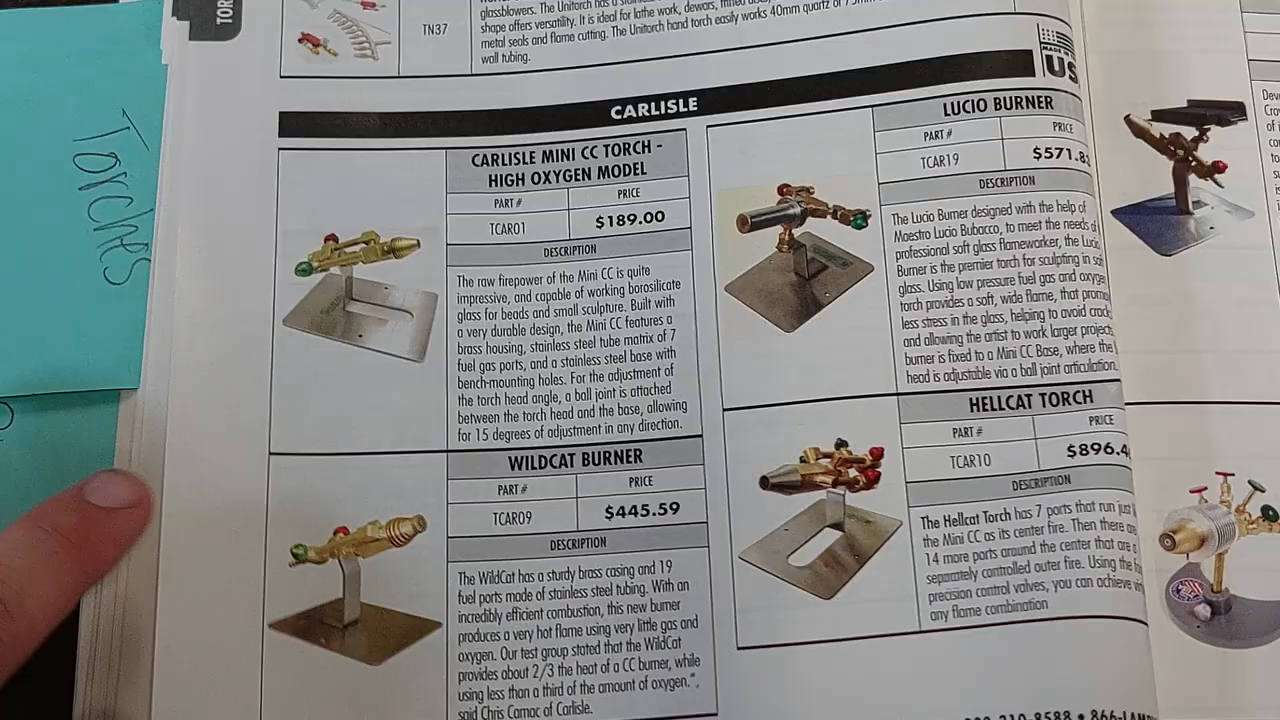 TOR
Torches
glassblowers. The Unitorch has a
shape offers versatility. It is ideal for lathe work, dewars,
metal seals and flame cutting. The Unitorch hand torch easily works 40mm quartz or
wall tubing.
TN37
MADE IN
US
CARLISLE
CARLISLE MINI CC TORCH -
HIGH OXYGEN MODEL
PART #
PRICE
TCAR01
$189.00
DESCRIPTION
The raw firepower of the Mini CC is quite
impressive, and capable of working borosilicate
glass for beads and small sculpture. Built with
a very durable design, the Mini CC features a
brass housing, stainless steel tube matrix of 7
fuel gas ports, and a stainless steel base with
bench-mounting holes. For the adjustment of
the torch head angle, a ball joint is attached
between the torch head and the base, allowing
for 15 degrees of adjustment in any direction.
WILDCAT BURNER
PART #
PRICE
TCAR09
$445.59
DESCRIPTION
The WildCat has a sturdy brass casing and 19
fuel ports made of stainless steel tubing. With an
incredibly efficient combustion, this new burner
produces a very hot flame using very little gas and
oxygen. Our test group stated that the WildCat
provides about 2/3 the heat of a CC burner, while
using less than a third of the amount of oxygen.",
said Chris Camac of Carlisle.
LUCIO BURNER
PART #
PRICE
TCAR19
$571.8
DESCRIPTION
The Lucio Burner designed with the help of
Maestro Lucio Bubacco, to meet the needs of
professional soft glass flameworker, the Lucio
Burner is the premier torch for sculpting in soft
glass. Using low pressure fuel gas and oxygen
torch provides a soft, wide flame, that
less stress in the glass, helping to avoid
and allowing the artist to work larger projects
burner is fixed to a Mini CC Base, where the
head is adjustable via a ball joint articulation.
HELLCAT TORCH
PART #
PRICE
TCAR10
$896.4
DESCRIPTION
The Hellcat Torch has 7 ports that run just
the Mini CC as its center fire. Then there
14 more ports around the center that are
separately controlled outer fire. Using the
precision control valves, you can achieve
any flame combination